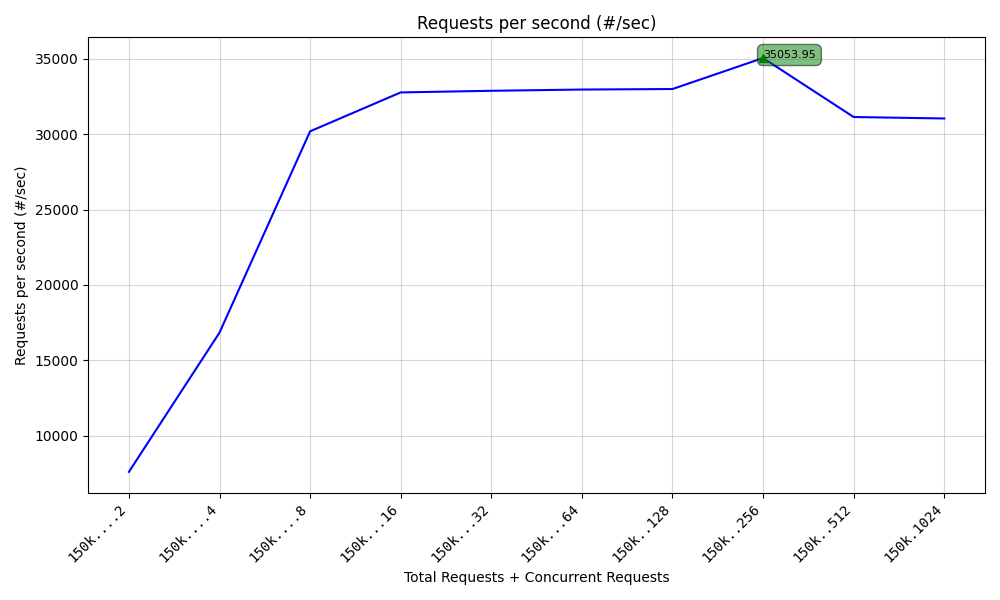 Requests per second (#/sec)
35053.95
35000
30000
25000
20000
15000
10000
Requests per second (#/sec)
150k....2
150k....4
150k....8
150k...16
150k...32
150k...64
150k..128
150k..256
150k..512
150k.1024
Total Requests + Concurrent Requests